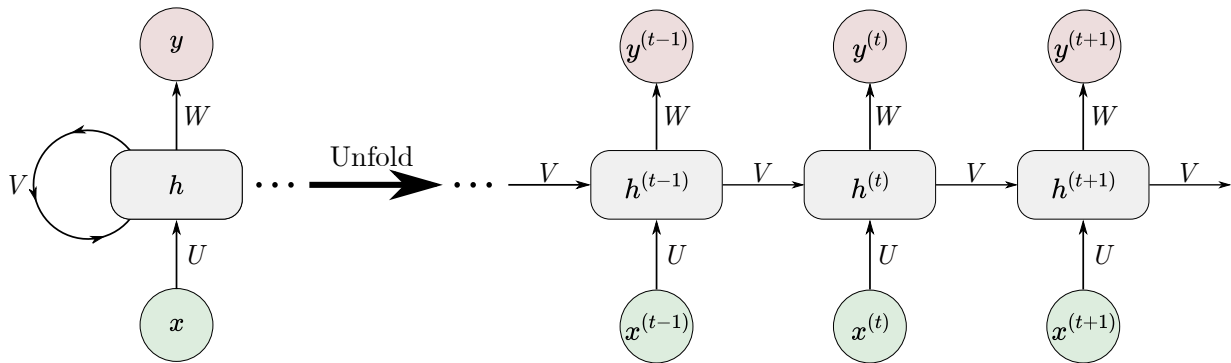 y y^{(t-1)} y^{(t)} y^{(t+1)}
W W W W
Unfold
V h ... ... V h^{(t-1)} V h^{(t)} V h^{(t+1)} V
U U U U
x x^{(t-1)} x^{(t)} x^{(t+1)}